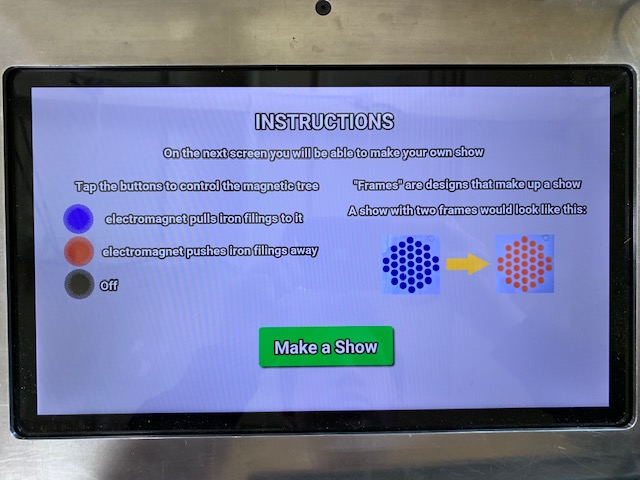 INSTRUCTIONS
On the next screen you will be able to make your own show
Tap the buttons to control the magnetic tree
electromagnet pulls iron filings to it
electromagnet pushes iron filings away
Off
"Frames" are designs that make up a show
A show with two frames would look like this:
Make a Show